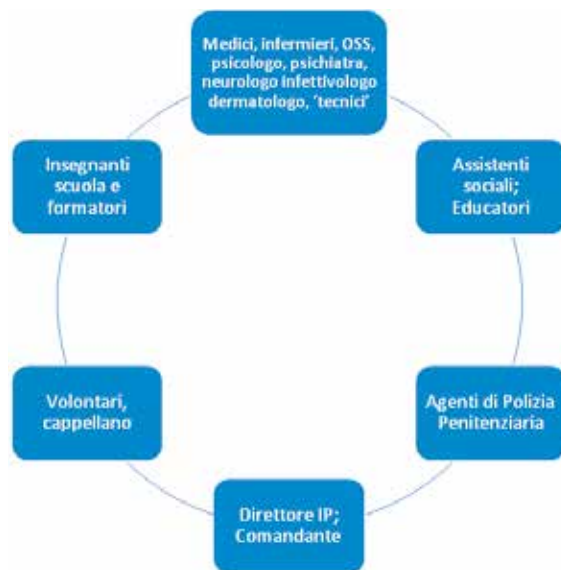 Medici, infermieri, OSS,
psicologo, psichiatra,
neurologo infettivologo
dermatologo, ‘tecnici’
Insegnanti
scuola e
formatori
Assistenti
sociali;
Educatori
Volontari,
cappellano
Agenti di Polizia
Penitenziaria
Direttore IP;
Comandante